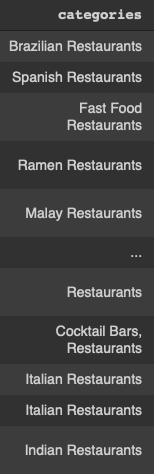 categories
Brazilian Restaurants
Spanish Restaurants
Fast Food
Restaurants
Ramen Restaurants
Malay Restaurants
...
Restaurants
Cocktail Bars,
Restaurants
Italian Restaurants
Italian Restaurants
Indian Restaurants